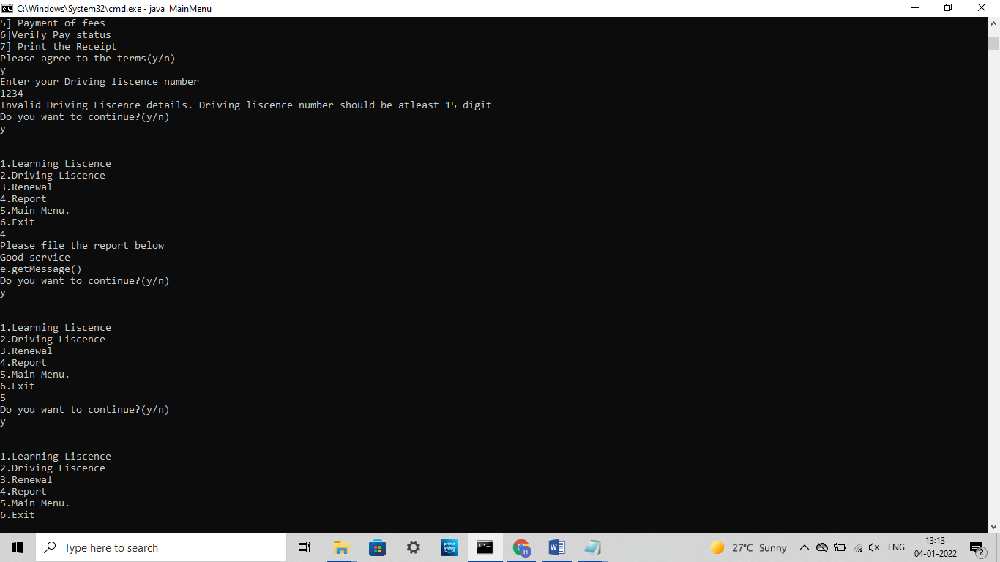 C:\Windows\System32\cmd.exe - java  MainMenu
5] Payment of fees
6]Verify Pay status
7] Print the Receipt
Please agree to the terms(y/n)
y
Enter your Driving liscence number
1234
Invalid Driving Liscence details. Driving liscence number should be atleast 15 digit
Do you want to continue?(y/n)
y
1.Learning Liscence
2.Driving Liscence
3.Renewal
4.Report
5.Main Menu.
6.Exit
4
Please file the report below
Good service
e.getMessage()
Do you want to continue?(y/n)
y
1.Learning Liscence
2.Driving Liscence
3.Renewal
4.Report
5.Main Menu.
6.Exit
5
Do you want to continue?(y/n)
y
1.Learning Liscence
2.Driving Liscence
3.Renewal
4.Report
5.Main Menu.
6.Exit
Type here to search
prime video
H
W
27°C Sunny
ENG
13:13
04-01-2022
2